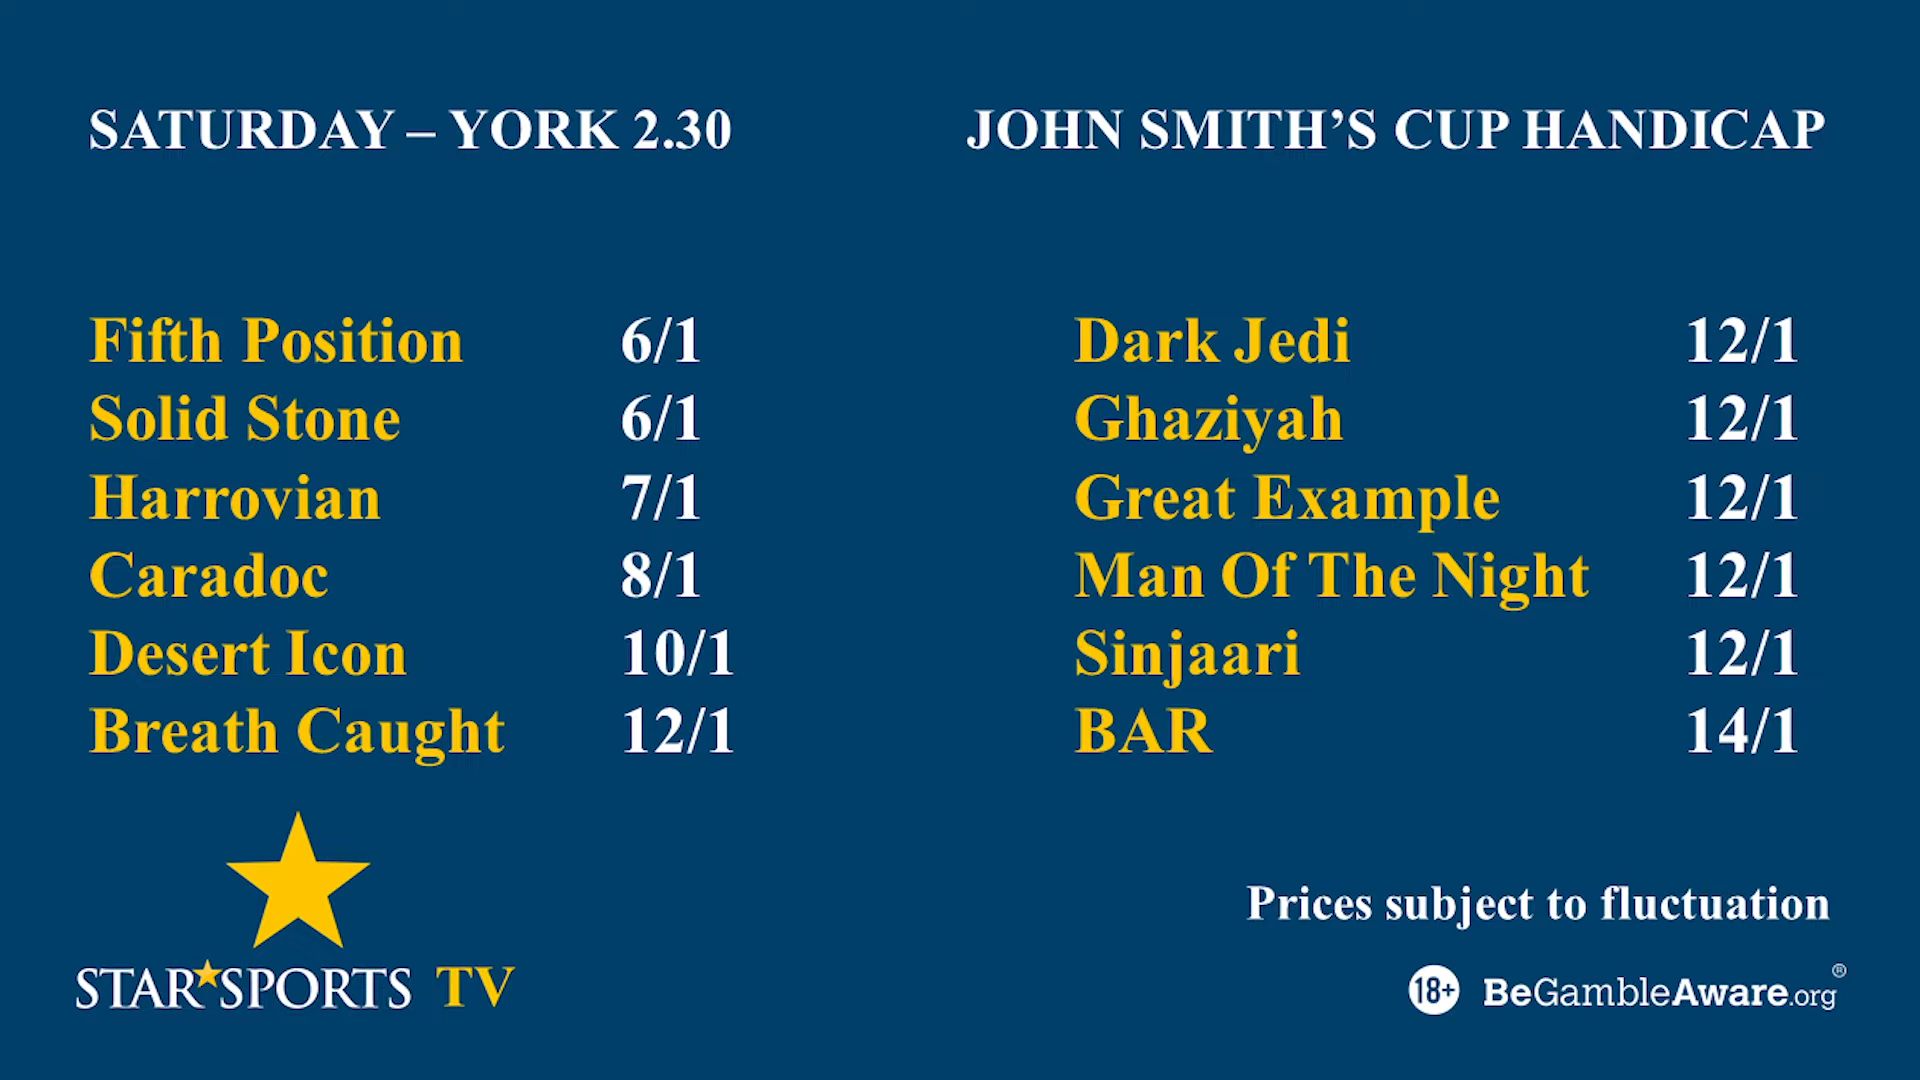 SATURDAY – YORK 2.30
JOHN SMITH’S CUP HANDICAP
Fifth Position 6/1
Solid Stone 6/1
Harrovian 7/1
Caradoc 8/1
Desert Icon 10/1
Breath Caught 12/1
Dark Jedi 12/1
Ghaziyah 12/1
Great Example 12/1
Man Of The Night 12/1
Sinjaari 12/1
BAR 14/1
STAR SPORTS TV
Prices subject to fluctuation
18+ BeGambleAware.org®